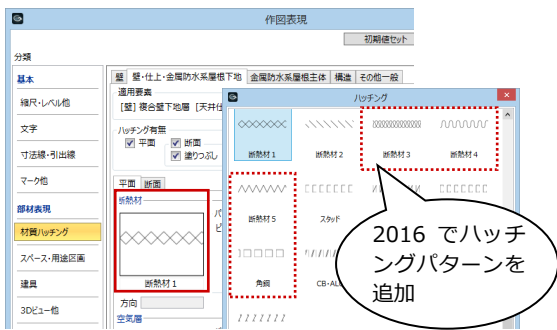 作図表現
初期値セット
分類
基本
縮尺・レベル他
文字
寸法線・引出線
マーク他
部材表現
材質ハッチング
スペース・用途区画
建具
3Dビュー他
壁 壁・仕上・金属防水系屋根下地 金属防水系屋根主体 構造 その他一般
適用要素
[壁] 複合壁下地層 [天井仕
ハッチング有無
平面 断面
塗りつぶし
平面 断面
断熱材
断熱材1
方向
空気層
ハッチング
断熱材1 断熱材2 断熱材3 断熱材4
断熱材5 スタッド
角鋼 CB・AL
2016 でハッチ
ングパターンを
追加